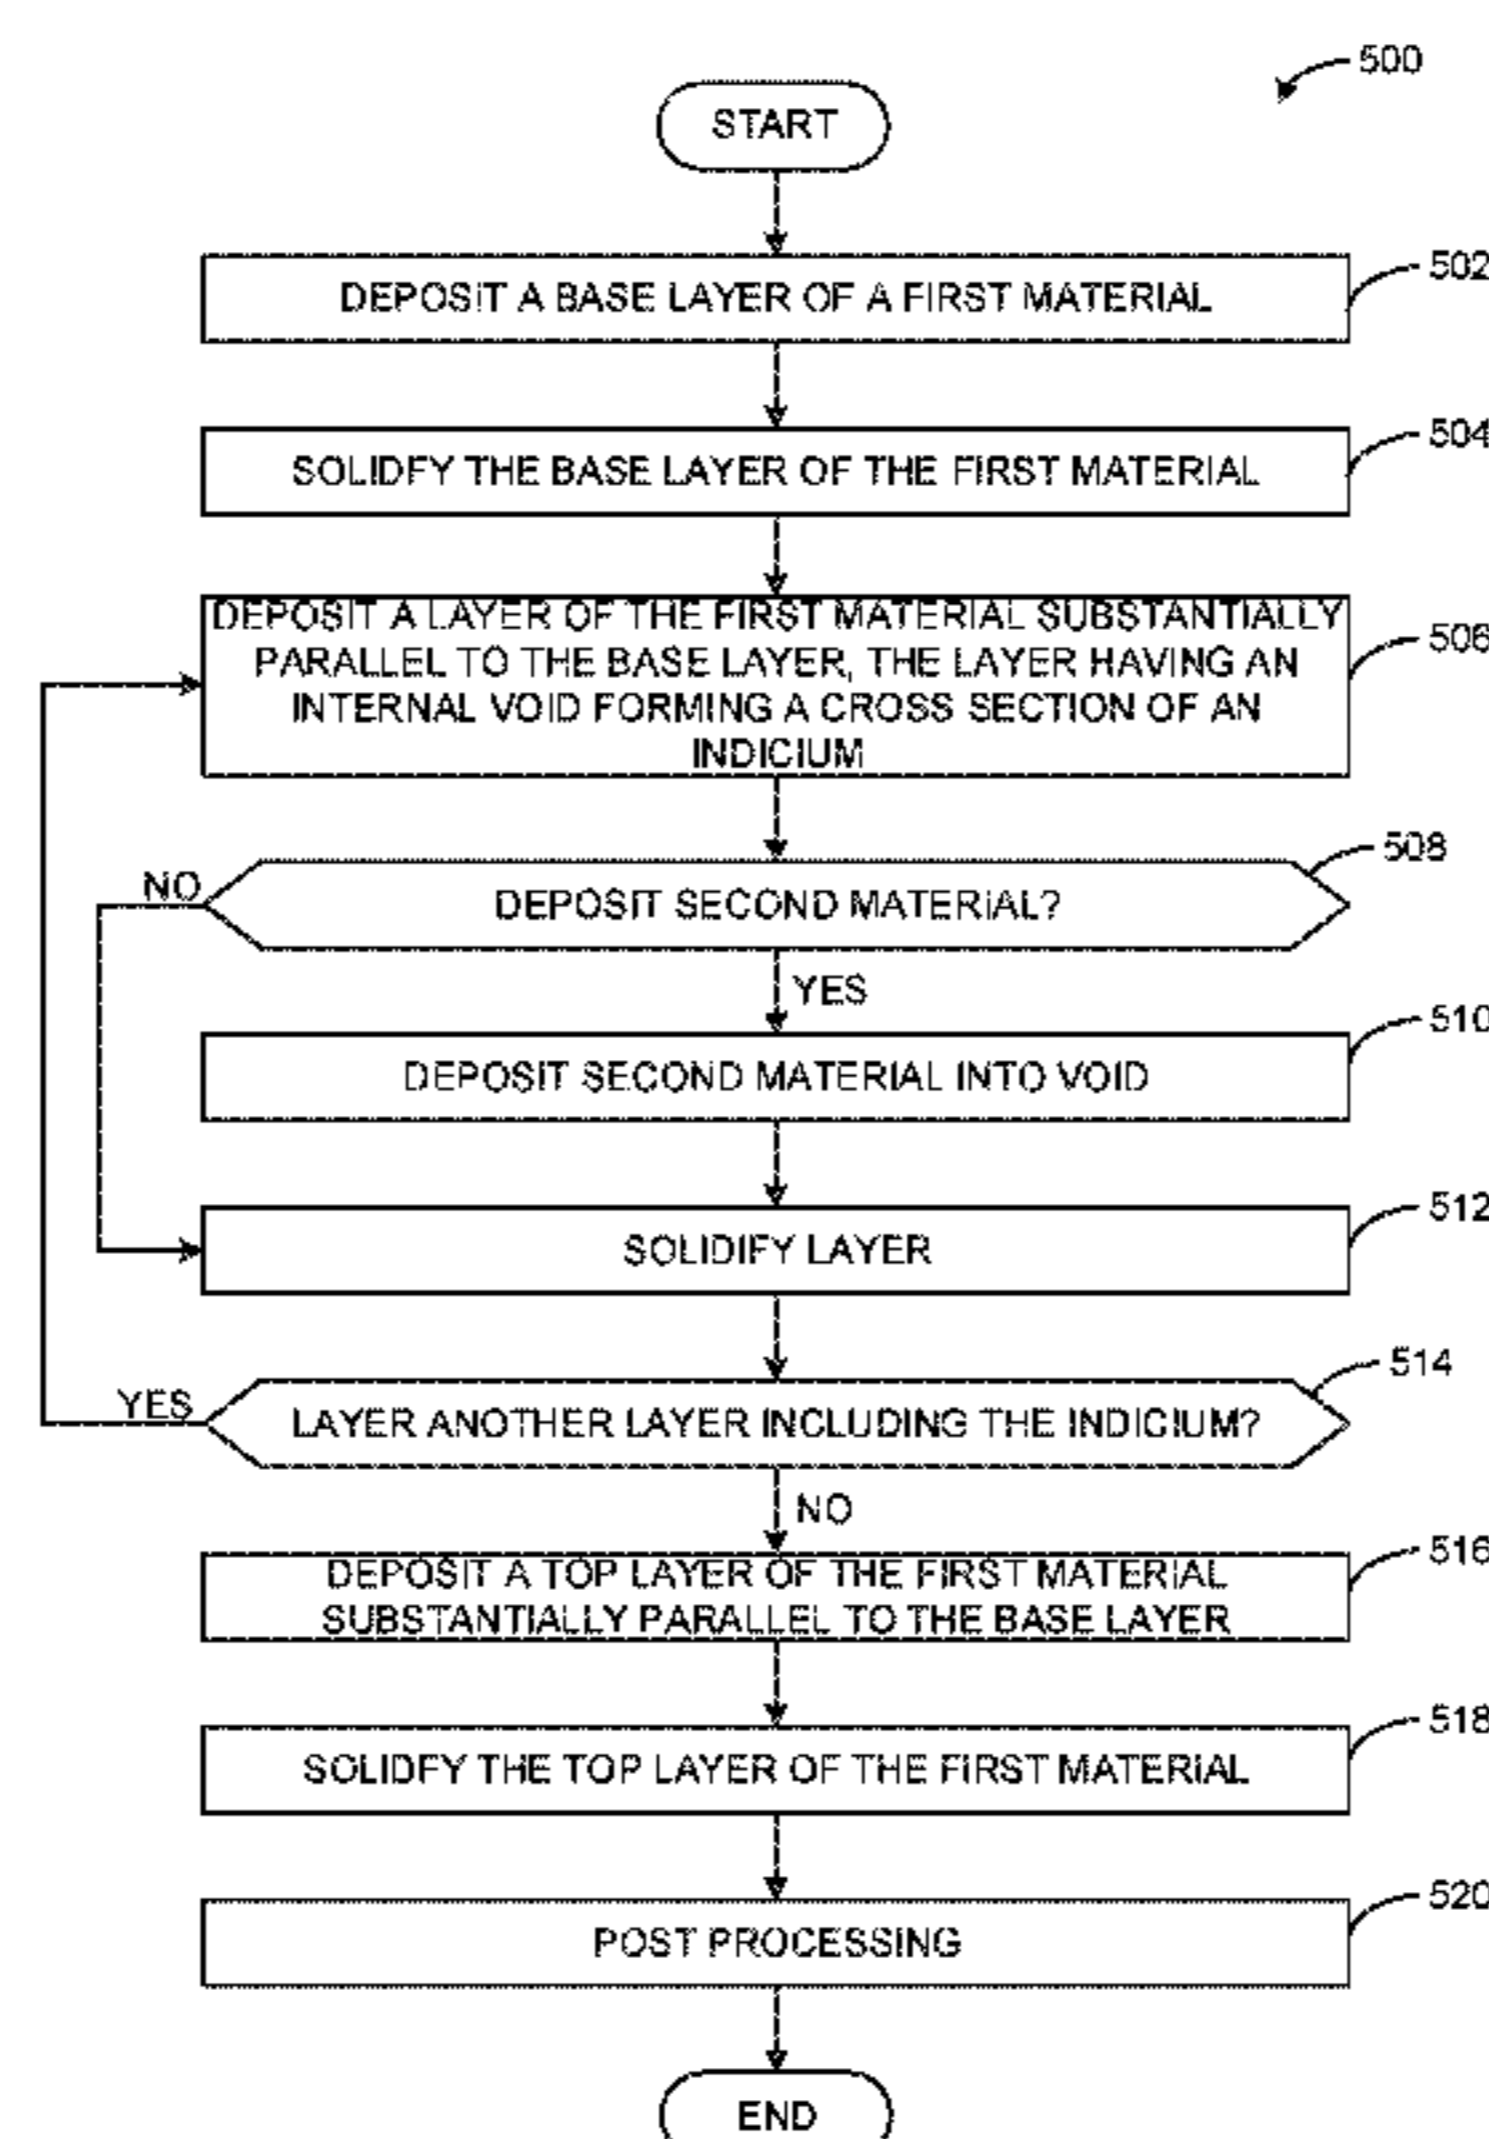 500
START
DEPOSIT A BASE LAYER OF A FIRST MATERIAL
502
SOLIDFY THE BASE LAYER OF THE FIRST MATERIAL
504
DEPOSIT A LAYER OF THE FIRST MATERIAL SUBSTANTIALLY
PARALLEL TO THE BASE LAYER, THE LAYER HAVING AN
INTERNAL VOID FORMING A CROSS SECTION OF AN
INDICIUM
506
508
NO
DEPOSIT SECOND MATERIAL?
YES
DEPOSIT SECOND MATERIAL INTO VOID
510
SOLIDIFY LAYER
512
514
YES
LAYER ANOTHER LAYER INCLUDING THE INDICIUM?
NO
DEPOSIT A TOP LAYER OF THE FIRST MATERIAL
SUBSTANTIALLY PARALLEL TO THE BASE LAYER
516
SOLIDFY THE TOP LAYER OF THE FIRST MATERIAL
518
POST PROCESSING
520
END